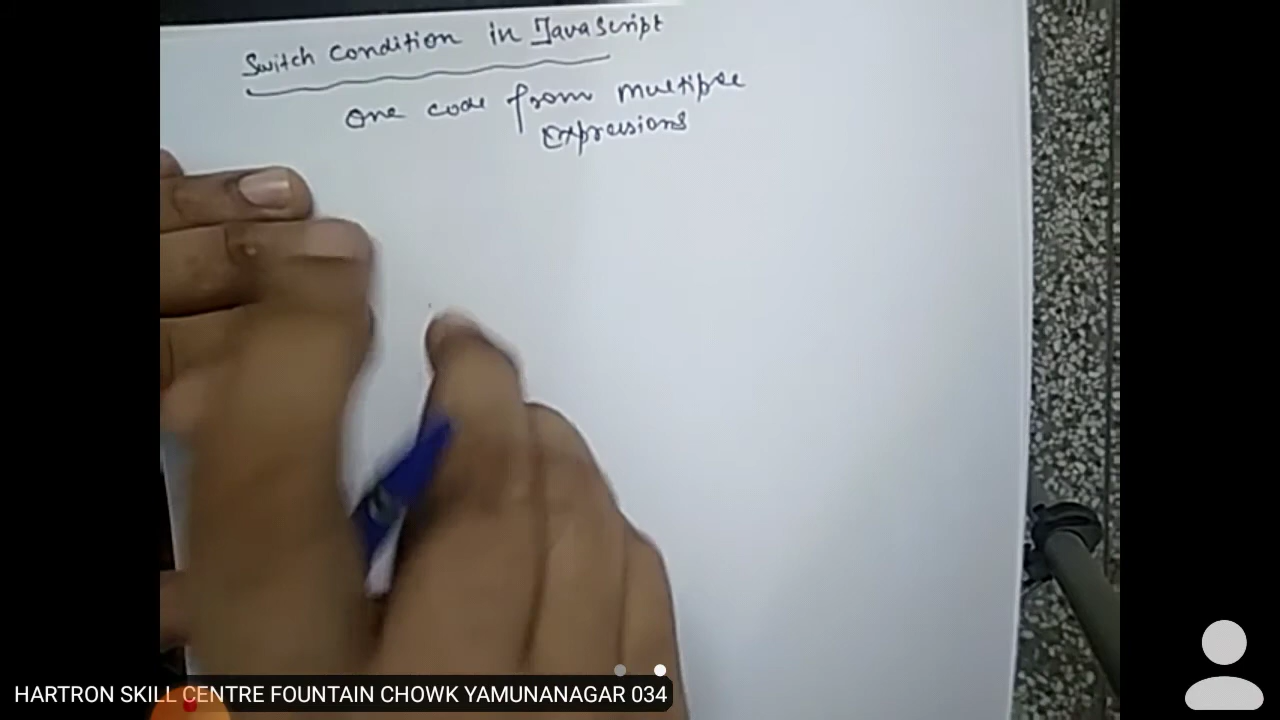 Switch Condition in JavaScript
One code from multiple
expressions
HARTRON SKILL CENTRE FOUNTAIN CHOWK YAMUNANAGAR 034